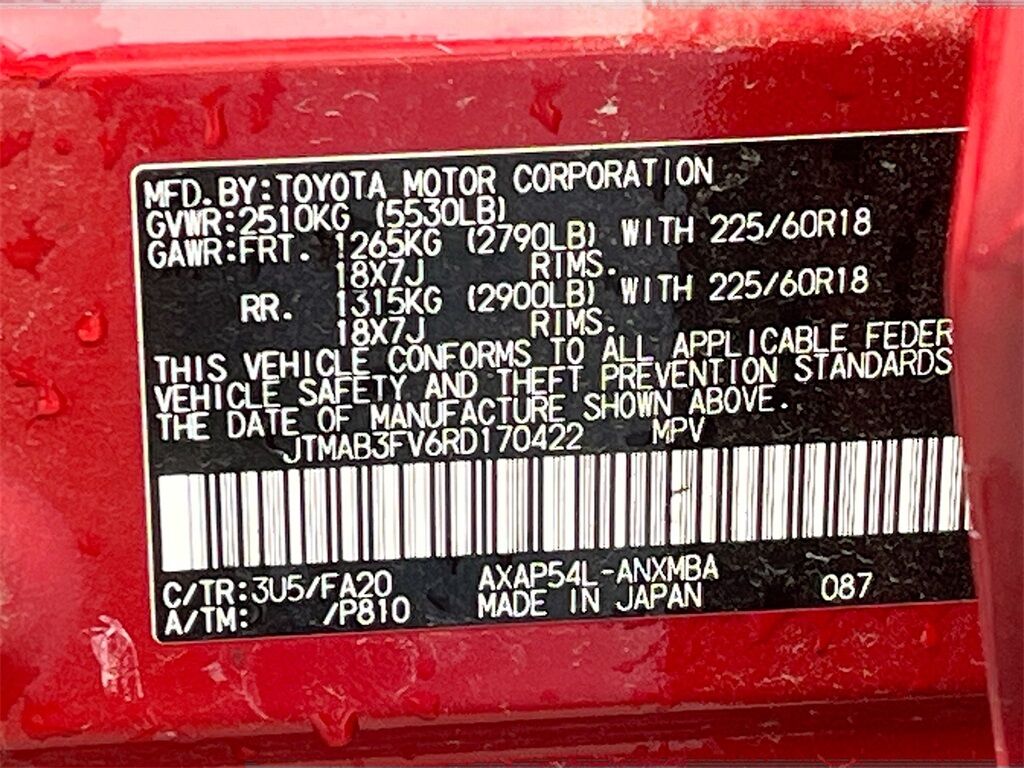 MFD. BY: TOYOTA MOTOR CORPORATION
GVWR: 2510KG (5530LB)
GAWR: FRT. 1265KG (2790LB) WITH 225/60R18
18X7J RIMS.
RR. 1315KG (2900LB) WITH 225/60R18
18X7J RIMS.
THIS VEHICLE CONFORMS TO ALL APPLICABLE FEDER
VEHICLE SAFETY AND THEFT PREVENTION STANDARDS
THE DATE OF MANUFACTURE SHOWN ABOVE.
JTMAB3FV6RD170422 MPV
C/TR: 3U5/FA20 AXAP54L-ANXMBA 087
A/TM: /P810 MADE IN JAPAN